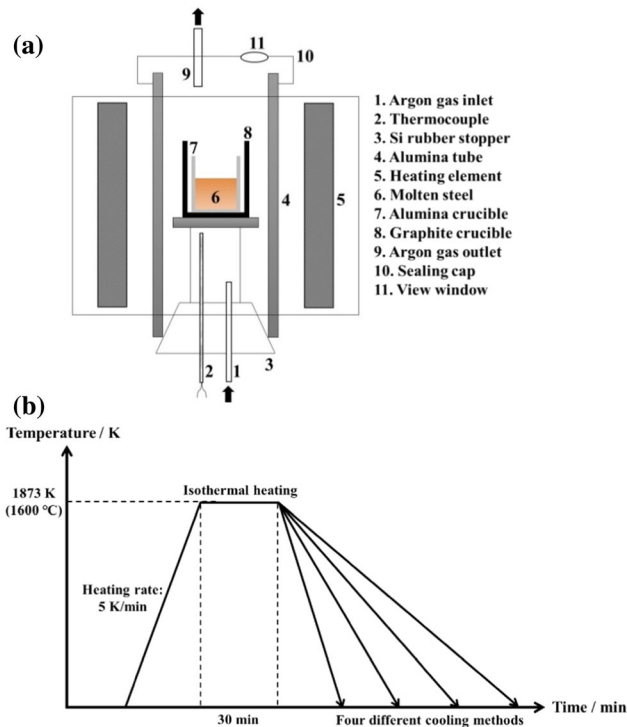 (a)
11
10
9
7
8
6
4
5
3
2
1
1. Argon gas inlet
2. Thermocouple
3. Si rubber stopper
4. Alumina tube
5. Heating element
6. Molten steel
7. Alumina crucible
8. Graphite crucible
9. Argon gas outlet
10. Sealing cap
11. View window
(b)
Temperature / K
1873 K
(1600 °C)
Isothermal heating
Heating rate:
5 K/min
30 min
Four different cooling methods
Time / min